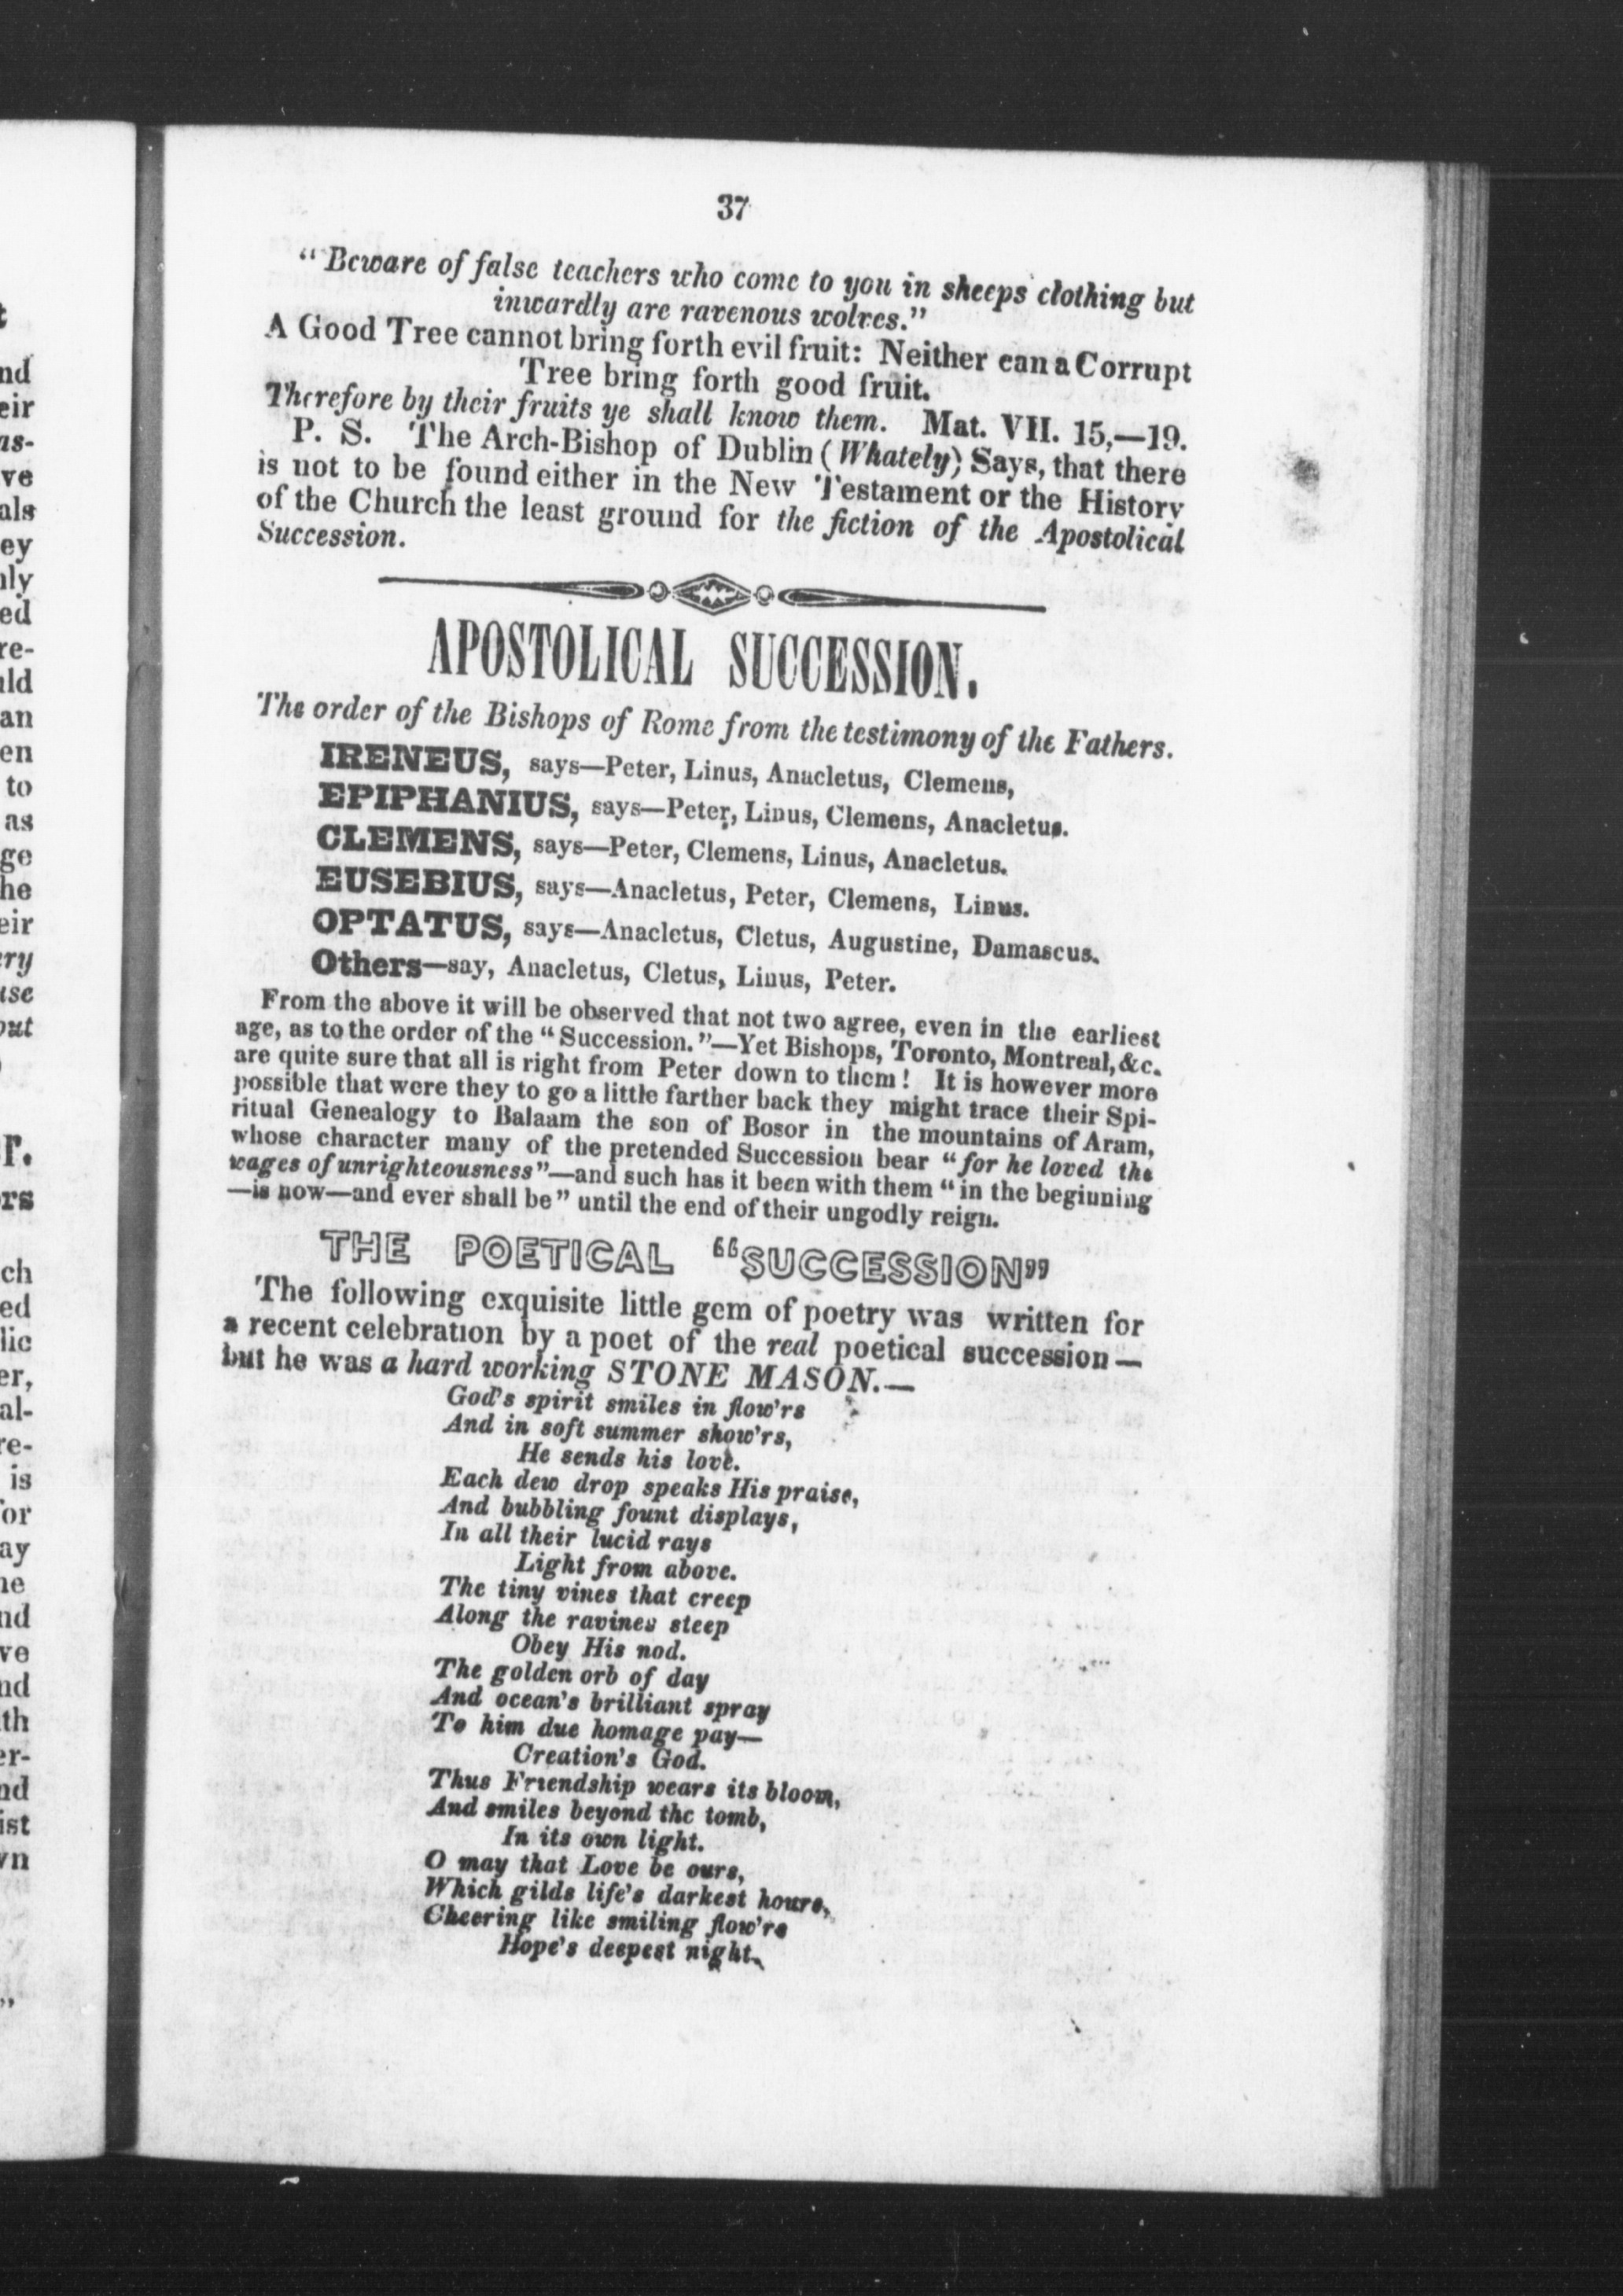 37
"Beware of false teachers who come to you in sheeps clothing but
inwardly are ravenous wolves."
A Good Tree cannot bring forth evil fruit: Neither can a Corrupt
Tree bring forth good fruit.
Therefore by their fruits ye shall know them. Mat. VII. 15,—19.
P. S. The Arch-Bishop of Dublin (Whately) Says, that there
is not to be found either in the New Testament or the History
of the Church the least ground for the fiction of the Apostolical
Succession.
APOSTOLICAL SUCCESSION.
The order of the Bishops of Rome from the testimony of the Fathers.
IRENEUS, says—Peter, Linus, Anacletus, Clemens,
EPIPHANIUS, says—Peter, Linus, Clemens, Anacletus.
CLEMENS, says—Peter, Clemens, Linus, Anacletus.
EUSEBIUS, says—Anacletus, Peter, Clemens, Linus.
OPTATUS, says—Anacletus, Cletus, Augustine, Damascus.
Others—say, Anacletus, Cletus, Linus, Peter.
From the above it will be observed that not two agree, even in the earliest
age, as to the order of the "Succession."—Yet Bishops, Toronto, Montreal, &c.
are quite sure that all is right from Peter down to them! It is however more
possible that were they to go a little farther back they might trace their Spi-
ritual Genealogy to Balaam the son of Bosor in the mountains of Aram,
whose character many of the pretended Succession bear "for he loved the
wages of unrighteousness"—and such has it been with them "in the beginning
—is now—and ever shall be" until the end of their ungodly reign.
THE POETICAL "SUCCESSION"
The following exquisite little gem of poetry was written for
a recent celebration by a poet of the real poetical succession—
but he was a hard working STONE MASON.—
God's spirit smiles in flow'rs
And in soft summer show'rs,
He sends his love.
Each dew drop speaks His praise,
And bubbling fount displays,
In all their lucid rays
Light from above.
The tiny vines that creep
Along the ravines steep
Obey His nod.
The golden orb of day
And ocean's brilliant spray
To him due homage pay—
Creation's God.
Thus Friendship wears its bloom,
And smiles beyond the tomb,
In its own light.
O may that Love be ours,
Which gilds life's darkest hours,
Cheering like smiling flow'rs
Hope's deepest night.